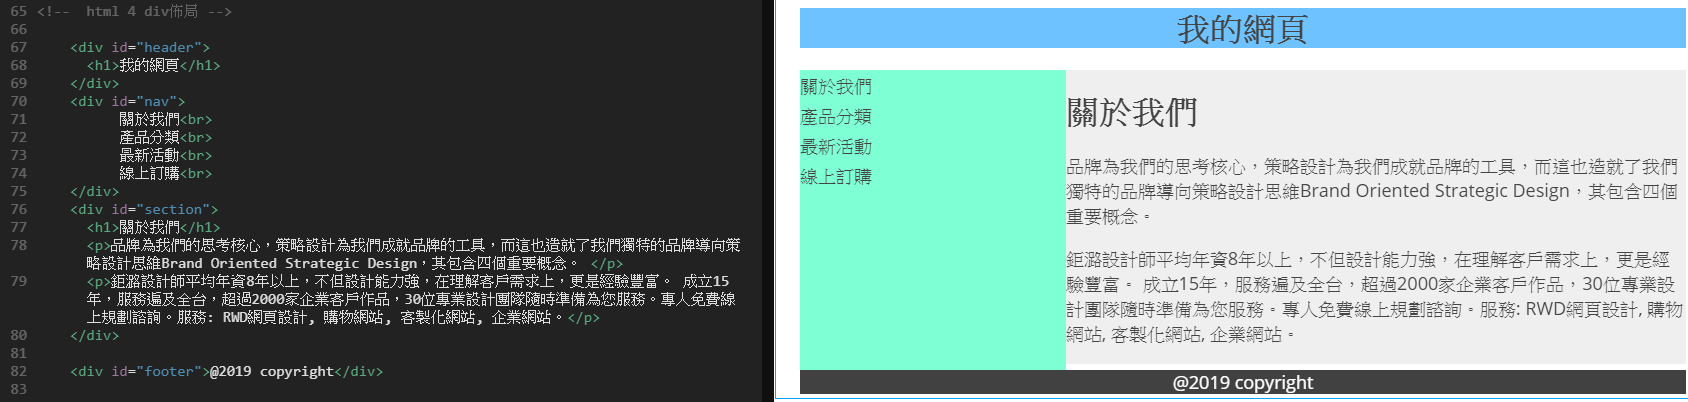 65 <!--  html 4 div佈局 -->
66
67 <div id="header">
68 <h1>我的網頁</h1>
69 </div>
70 <div id="nav">
71 關於我們<br>
72 產品分類<br>
73 最新活動<br>
74 線上訂購<br>
75 </div>
76 <div id="section">
77 <h1>關於我們</h1>
78 <p>品牌為我們的思考核心，策略設計為我們成就品牌的工具，而這也造就了我們獨特的品牌導向策
略設計思維Brand Oriented Strategic Design，其包含四個重要概念。 </p>
79 <p>鉅潞設計師平均年資8年以上，不但設計能力強，在理解客戶需求上，更是經驗豐富。 成立15
年，服務遍及全台，超過2000家企業客戶作品，30位專業設計團隊隨時準備為您服務。專人免費線
上規劃諮詢。服務: RWD網頁設計, 購物網站, 客製化網站, 企業網站。</p>
80 </div>
81
82 <div id="footer">@2019 copyright</div>
83
我的網頁
關於我們
產品分類
最新活動
線上訂購
關於我們
品牌為我們的思考核心，策略設計為我們成就品牌的工具，而這也造就了我們
獨特的品牌導向策略設計思維Brand Oriented Strategic Design，其包含四個
重要概念。
鉅潞設計師平均年資8年以上，不但設計能力強，在理解客戶需求上，更是經
驗豐富。 成立15年，服務遍及全台，超過2000家企業客戶作品，30位專業設
計團隊隨時準備為您服務。專人免費線上規劃諮詢。服務: RWD網頁設計, 購物
網站, 客製化網站, 企業網站。
@2019 copyright